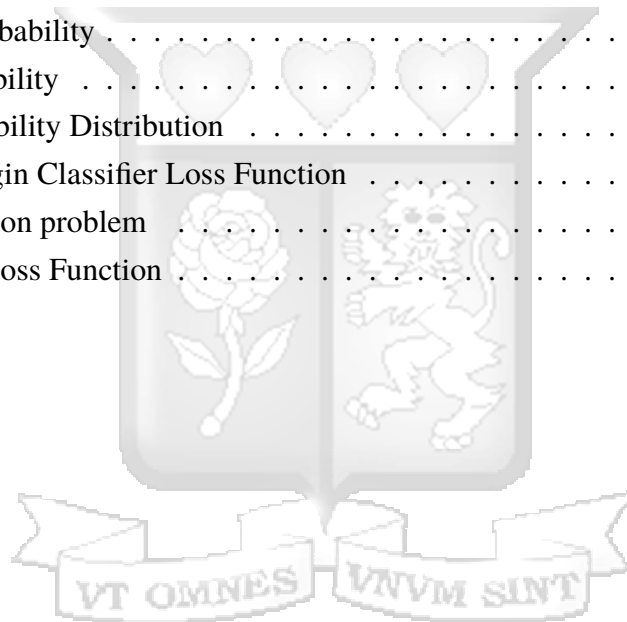 bability . . . . . . . . . . . . . . . . . . . . .
bility . . . . . . . . . . . . . . . . . . . . . .
bility Distribution . . . . . . . . . . . . . . .
gin Classifier Loss Function . . . . . . . . . . .
on problem . . . . . . . . . . . . . . . . . .
oss Function . . . . . . . . . . . . . . . . . .
VT OMNES VNVM SINT